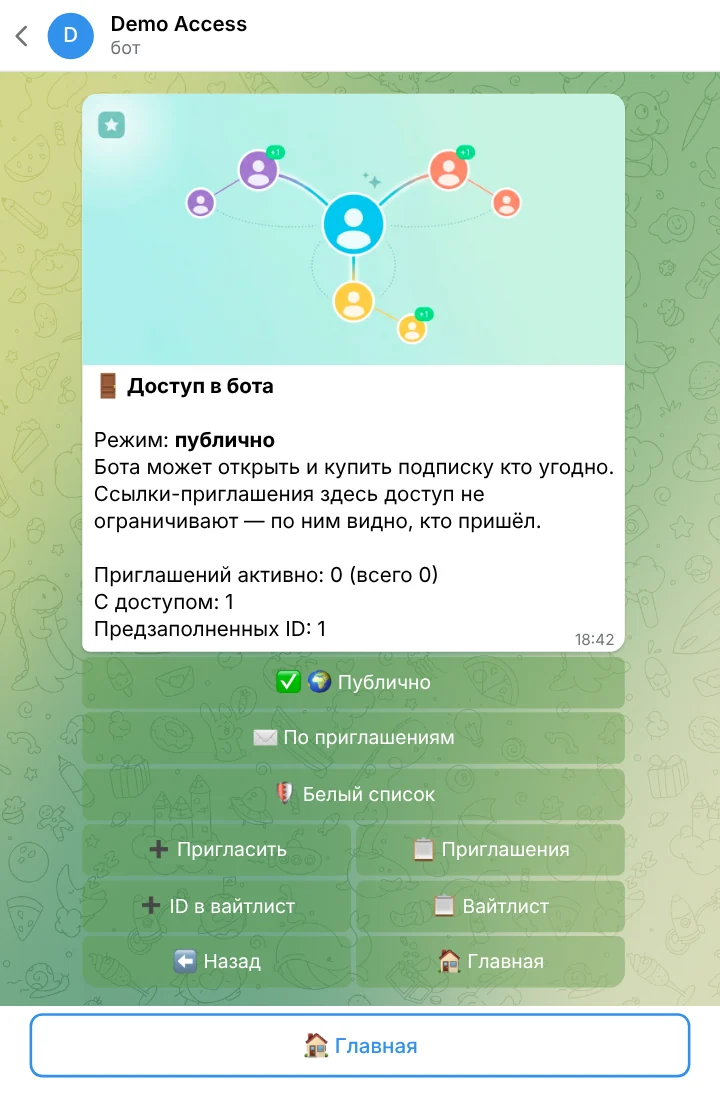 D
Demo Access
бот
+1
+1
+1
🚪 Доступ в бота
Режим: публично
Бота может открыть и купить подписку кто угодно.
Ссылки-приглашения здесь доступ не
ограничивают — по ним видно, кто пришёл.
Приглашений активно: 0 (всего 0)
С доступом: 1
Предзаполненных ID: 1
18:42
✅ 🌍 Публично
✉️ По приглашениям
🛡 Белый список
➕ Пригласить
📋 Приглашения
➕ ID в вайтлист
📋 Вайтлист
⬅️ Назад
🏠 Главная
🏠 Главная